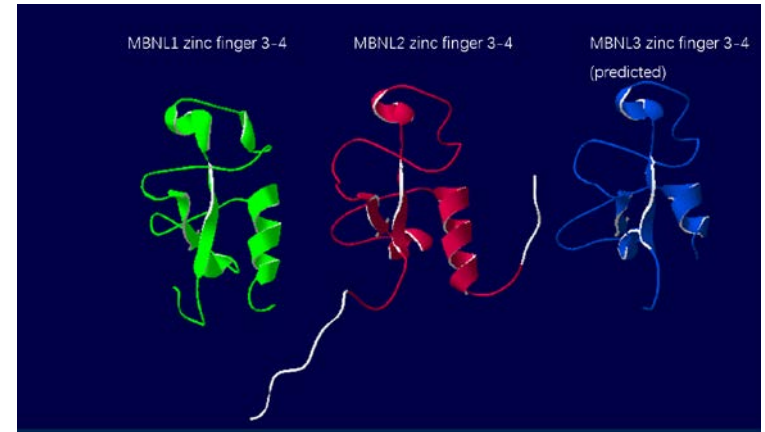 MBNL1 zinc finger 3-4
MBNL2 zinc finger 3-4
MBNL3 zinc finger 3-4
(predicted)